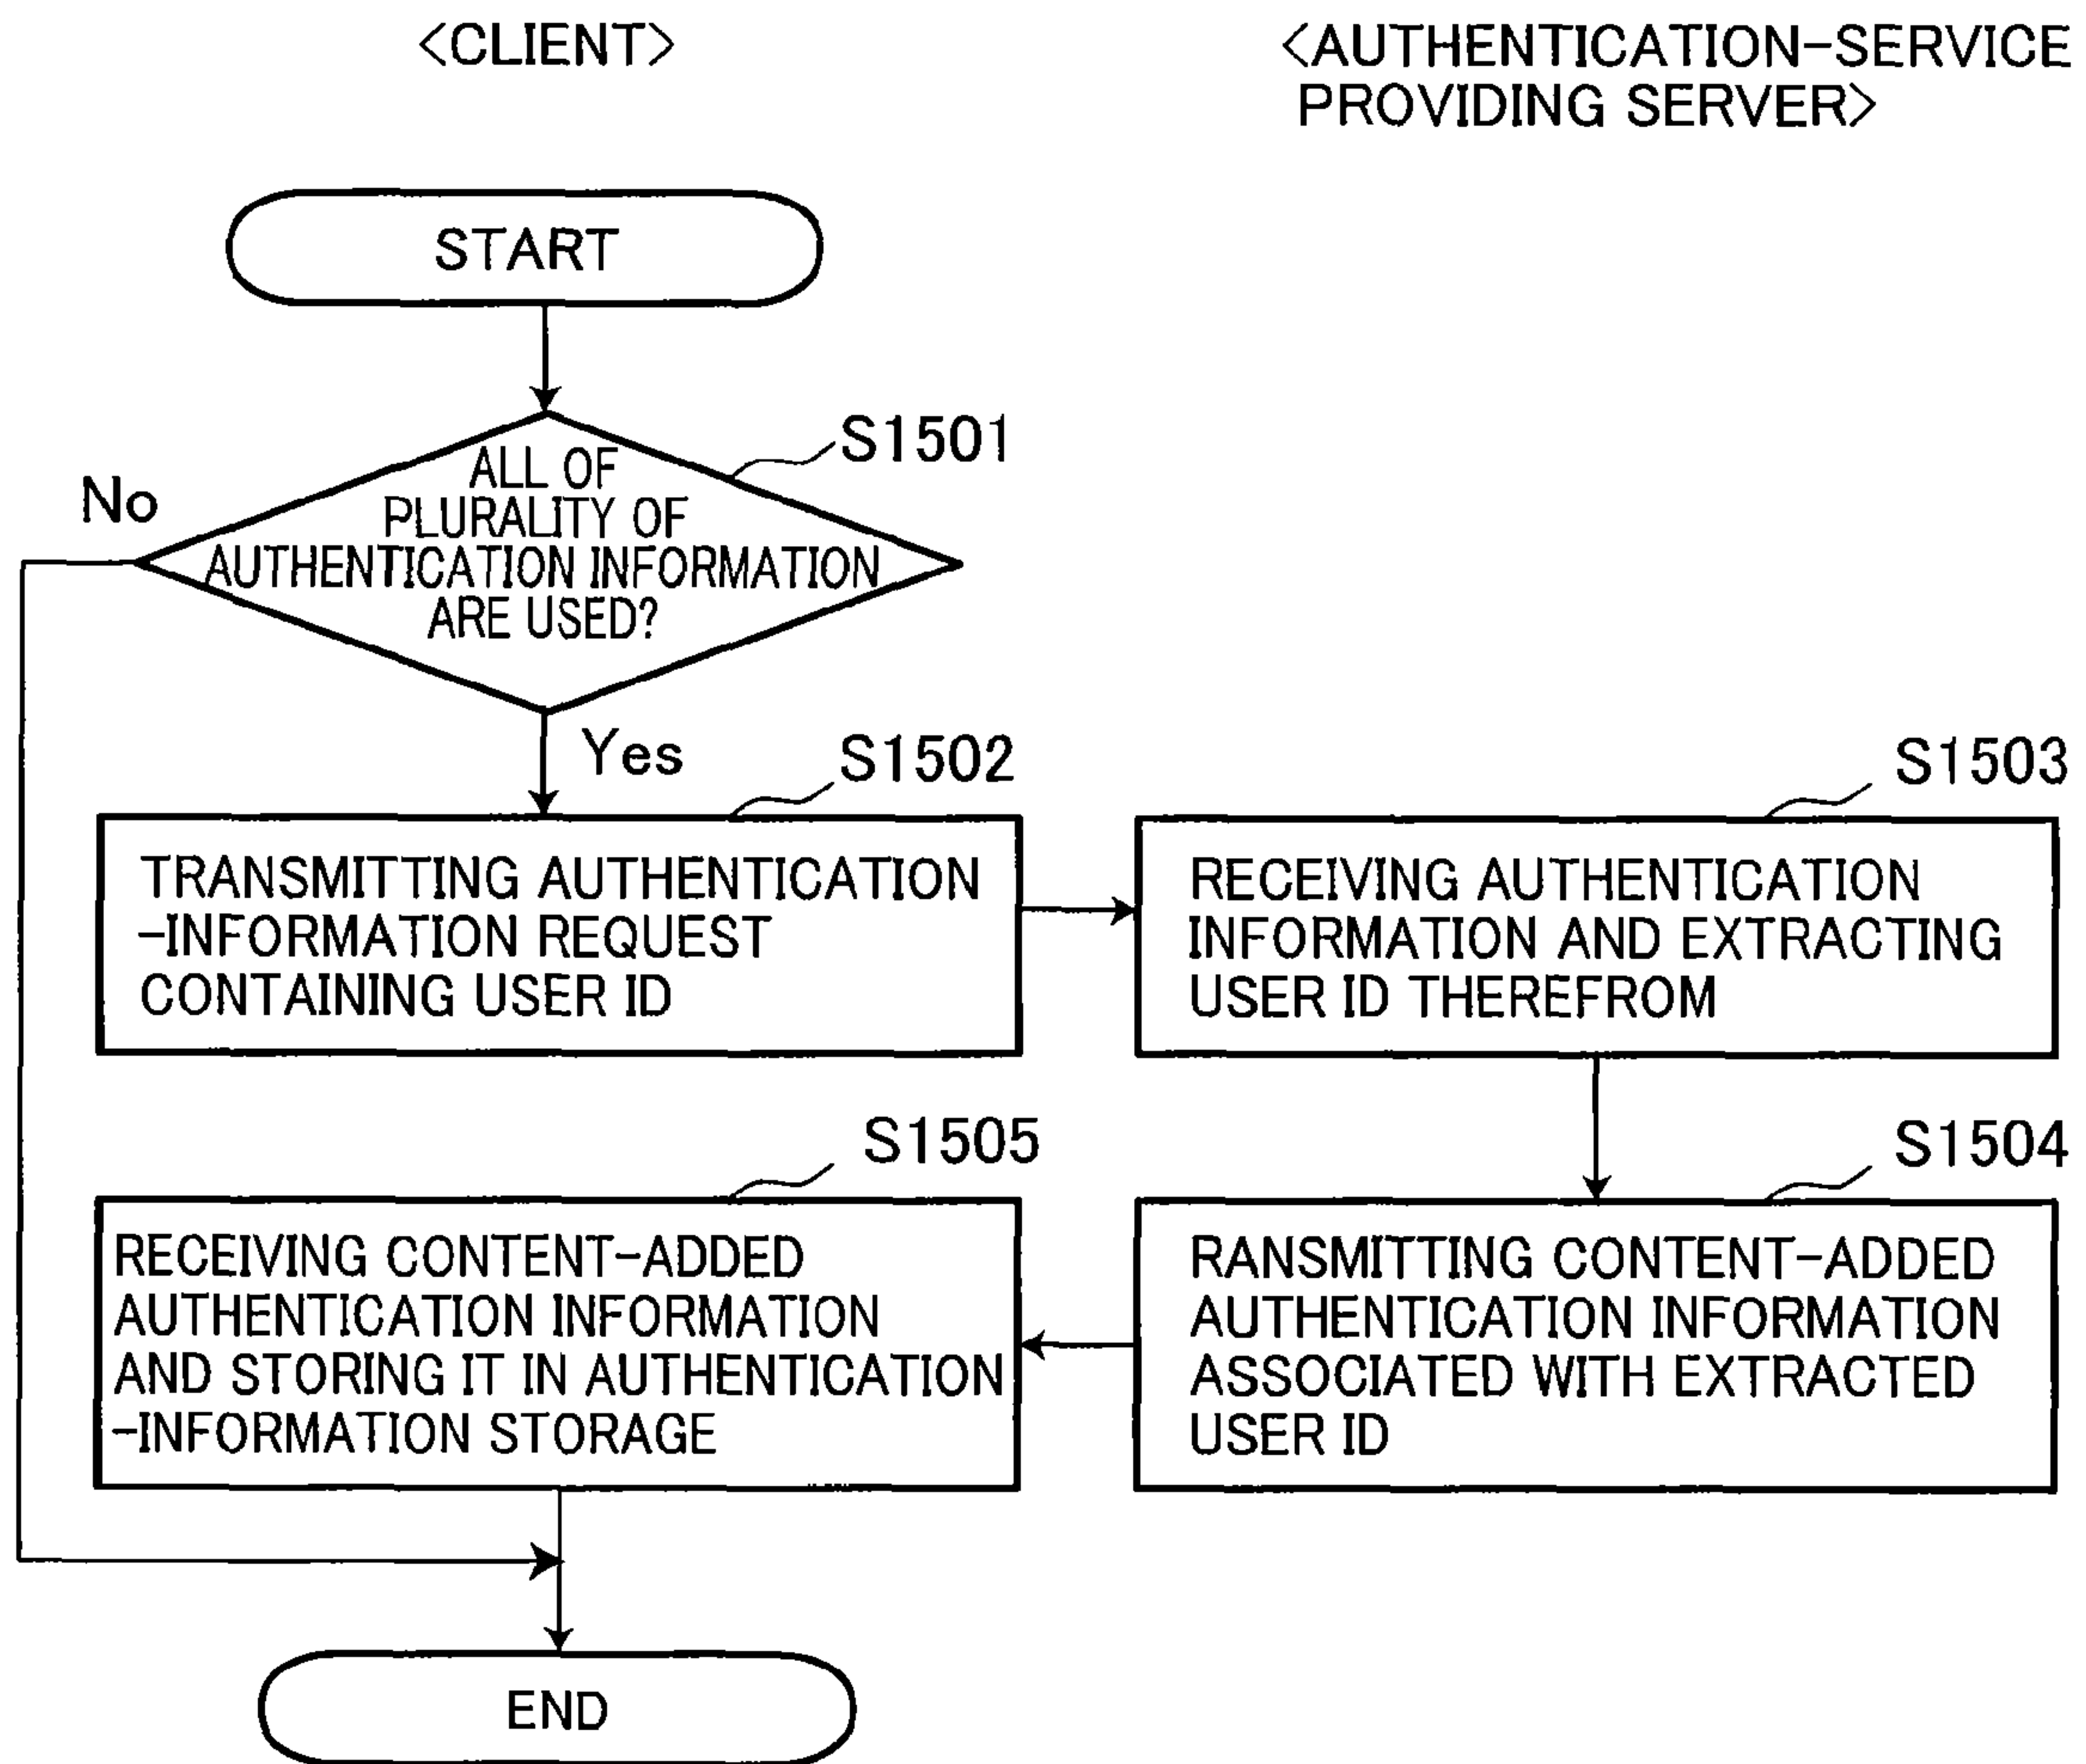 <CLIENT>
<AUTHENTICATION-SERVICE
PROVIDING SERVER>
START
S1501
No
ALL OF
PLURALITY OF
AUTHENTICATION INFORMATION
ARE USED?
Yes
S1502
TRANSMITTING AUTHENTICATION
-INFORMATION REQUEST
CONTAINING USER ID
S1503
RECEIVING AUTHENTICATION
INFORMATION AND EXTRACTING
USER ID THEREFROM
S1504
RANSMITTING CONTENT-ADDED
AUTHENTICATION INFORMATION
ASSOCIATED WITH EXTRACTED
USER ID
S1505
RECEIVING CONTENT-ADDED
AUTHENTICATION INFORMATION
AND STORING IT IN AUTHENTICATION
-INFORMATION STORAGE
END